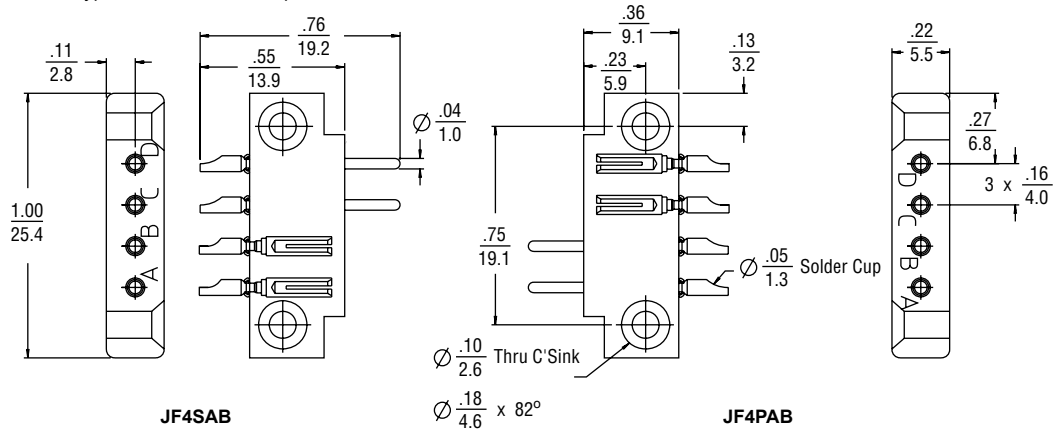 .11
2.8
1.00
25.4
D
C
B
A
.76
19.2
.55
13.9
Ø .04
1.0
.36
9.1
.23
5.9
.13
3.2
.75
19.1
Ø .05
1.3 Solder Cup
Ø .10
2.6 Thru C'Sink
Ø .18
4.6 x 82°
.22
5.5
.27
6.8
3 x .16
4.0
D
C
B
A
JF4SAB
JF4PAB